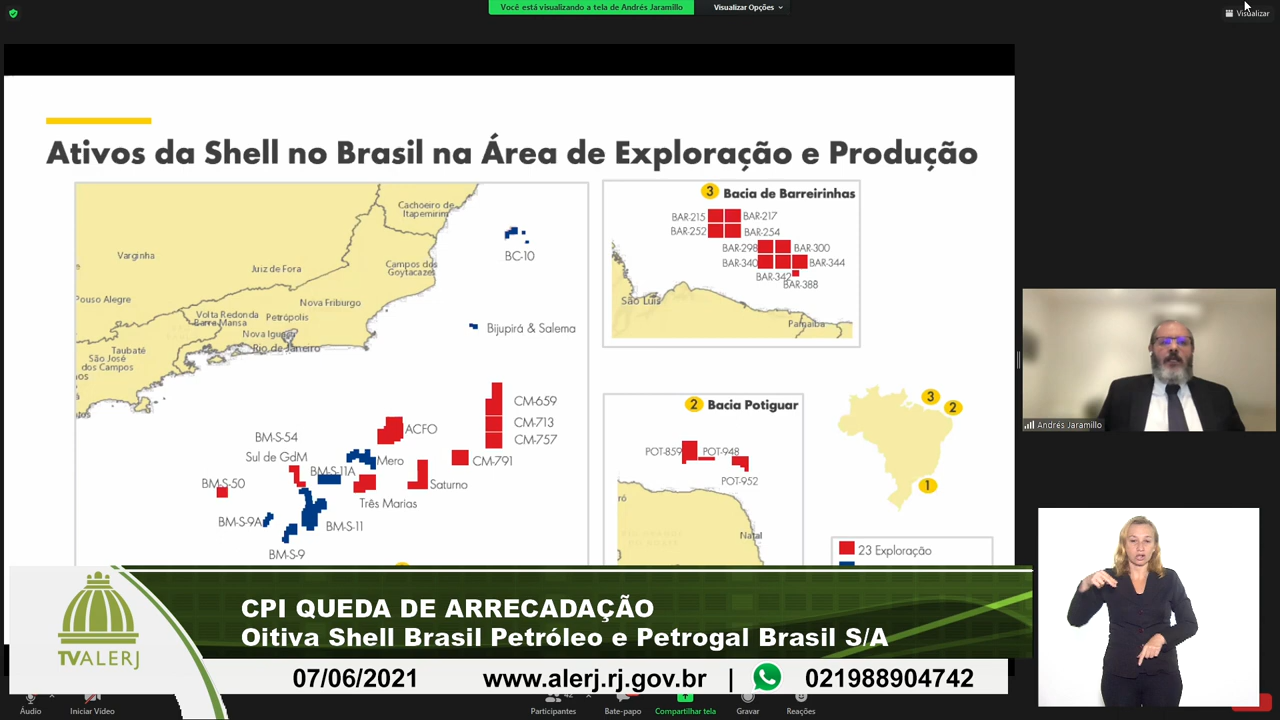 Você está visualizando a tela de Andrés Jaramillo
Visualizar Opções
Visualizar
Ativos da Shell no Brasil na Área de Exploração e Produção
Cachoeiro de
Itapemirim
Varginha
BC-10
Juiz de Fora
Campos dos
Goytacazes
Pouso Alegre
Nova Friburgo
Volta Redonda
Petrópolis
Barra Mansa
Bijupirá & Salema
Nova Iguaçu
Rio de Janeiro
Taubaté
São José
dos Campos
CM-659
CM-713
CM-757
ACFO
BM-S-54
Sul de GdM
Mero
CM-791
BM-S-11A
BM-S-50
Saturno
Três Marias
BM-S-9A
BM-S-11
BM-S-9
3 Bacia de Barreirinhas
BAR-215
BAR-217
BAR-252
BAR-254
BAR-298
BAR-300
BAR-340
BAR-344
BAR-342
BAR-388
São Luís
Parnaíba
2 Bacia Potiguar
POT-859
POT-948
POT-952
Natal
3
2
1
23 Exploração
Andrés Jaramillo
TVALERJ
CPI QUEDA DE ARRECADAÇÃO
Oitiva Shell Brasil Petróleo e Petrogal Brasil S/A
07/06/2021
www.alerj.rj.gov.br
|
021988904742
Áudio
Iniciar Vídeo
Participantes
42
Bate-papo
Compartilhar tela
Gravar
Reações